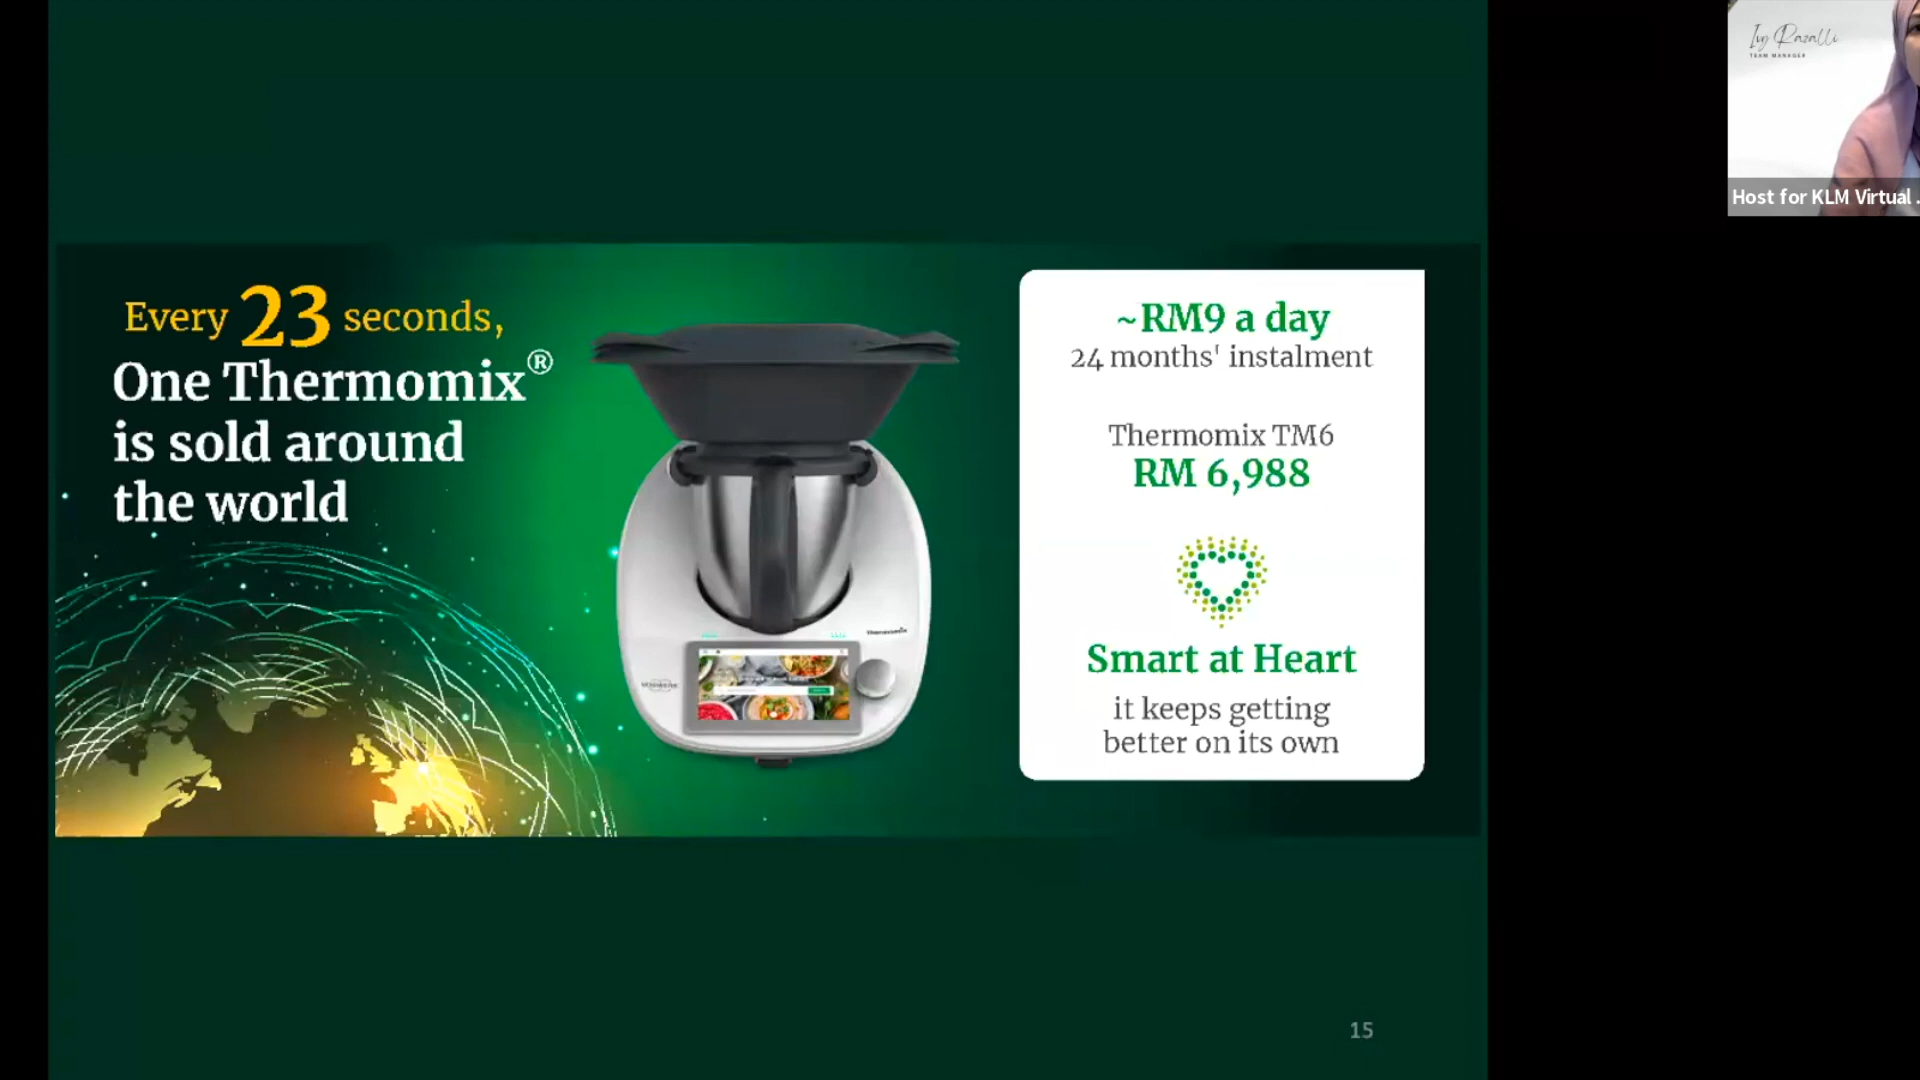 Every 23 seconds,
One Thermomix®
is sold around
the world
~RM9 a day
24 months' instalment
Thermomix TM6
RM 6,988
Smart at Heart
it keeps getting
better on its own
thermomix
15
Ivy Razalli
TEAM MANAGER
Host for KLM Virtual .